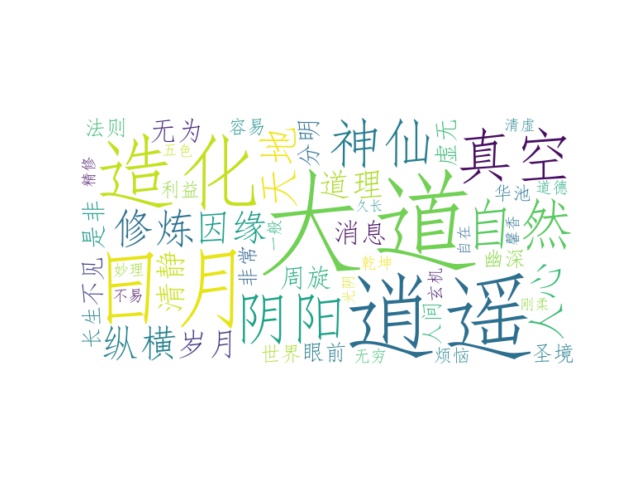 法则
无为
容易
分明
神仙
虚无
清虚
真空
五色
精修
造化
利益
天地
道理
华池
道德
是非
修炼
因缘
大道
久长
自然
一般
消息
自在
馨香
不见
妙理
日月
清静
非常
周旋
乾坤
玄机
幽深
人心
长生
不易
阴阳
光明
逍遥
人间
刚柔
纵横
岁月
世界
眼前
无穷
烦恼
圣境